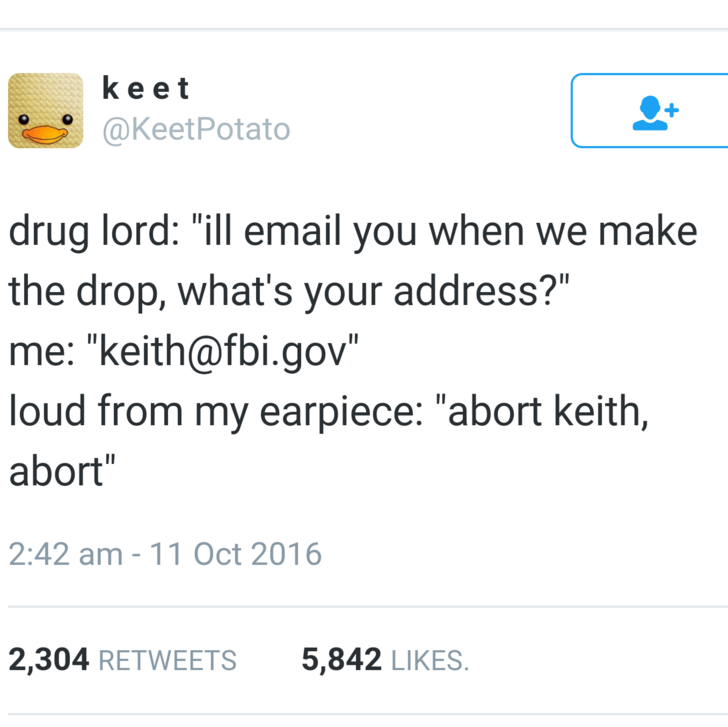 keet
@KeetPotato
drug lord: "ill email you when we make
the drop, what's your address?"
me: "keith@fbi.gov"
loud from my earpiece: "abort keith,
abort"
2:42 am - 11 Oct 2016
2,304 RETWEETS 5,842 LIKES.